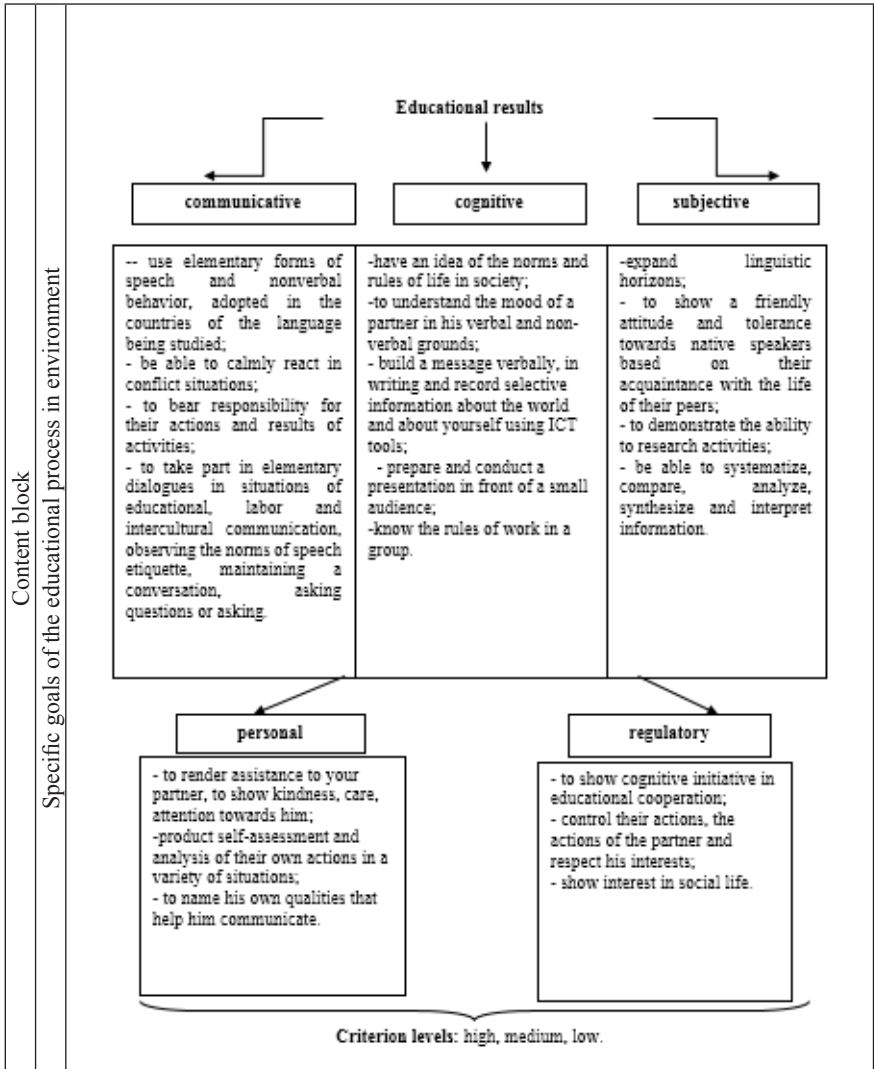 Content block
Specific goals of the educational process in environment
Educational results
communicative
cognitive
subjective
-- use elementary forms of
speech and nonverbal
behavior, adopted in the
countries of the language
being studied;
- be able to calmly react in
conflict situations;
- to bear responsibility for
their actions and results of
activities;
- to take part in elementary
dialogues in situations of
educational, labor and
intercultural communication,
observing the norms of speech
etiquette, maintaining a
conversation, asking
questions or asking.
-have an idea of the norms and
rules of life in society;
-to understand the mood of a
partner in his verbal and non-
verbal grounds;
- build a message verbally, in
writing and record selective
information about the world
and about yourself using ICT
tools;
- prepare and conduct a
presentation in front of a small
audience;
-know the rules of work in a
group.
-expand linguistic
horizons;
- to show a friendly
attitude and tolerance
towards native speakers
based on their
acquaintance with the life
of their peers;
- to demonstrate the ability
to research activities;
- be able to systematize,
compare, analyze,
synthesize and interpret
information.
personal
regulatory
- to render assistance to your
partner, to show kindness, care,
attention towards him;
-product self-assessment and
analysis of their own actions in a
variety of situations;
- to name his own qualities that
help him communicate.
- to show cognitive initiative in
educational cooperation;
- control their actions, the
actions of the partner and
respect his interests;
- show interest in social life.
Criterion levels: high, medium, low.